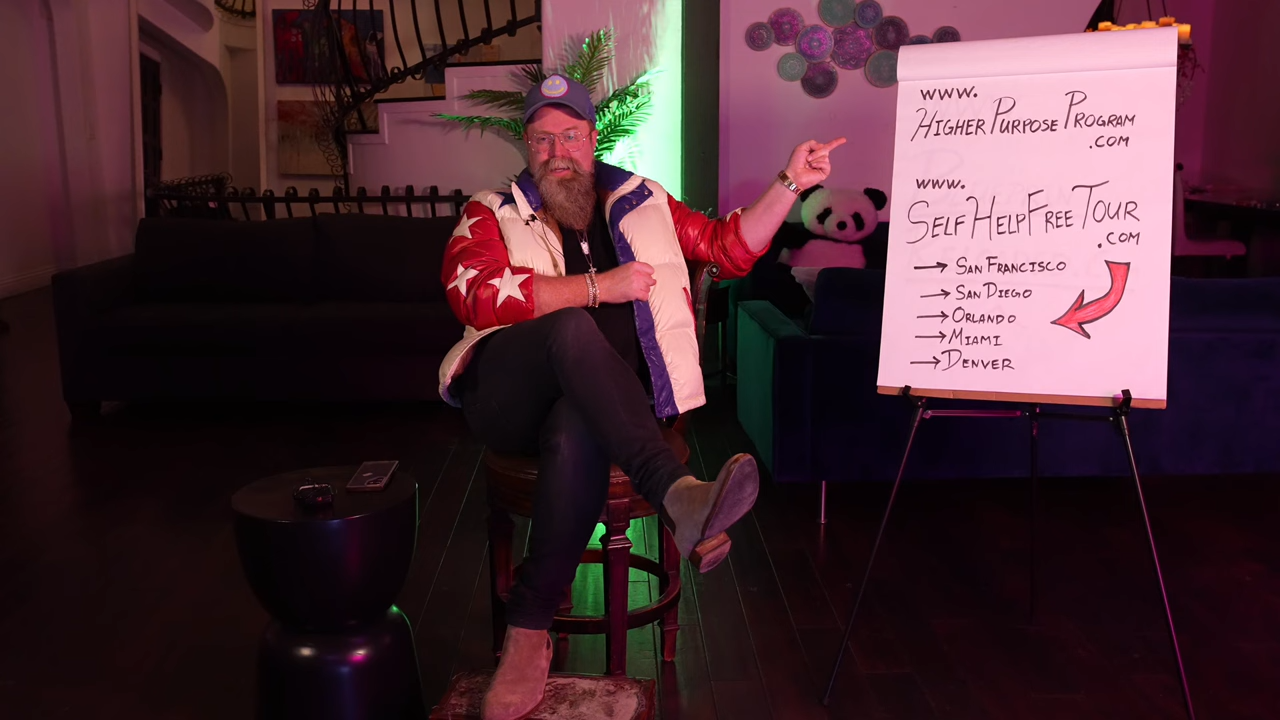 www.
HigherPurposeProgram
.com
www.
SelfHelpFreeTour
.com
→ San Francisco
→ San Diego
→ Orlando
→ Miami
→ Denver